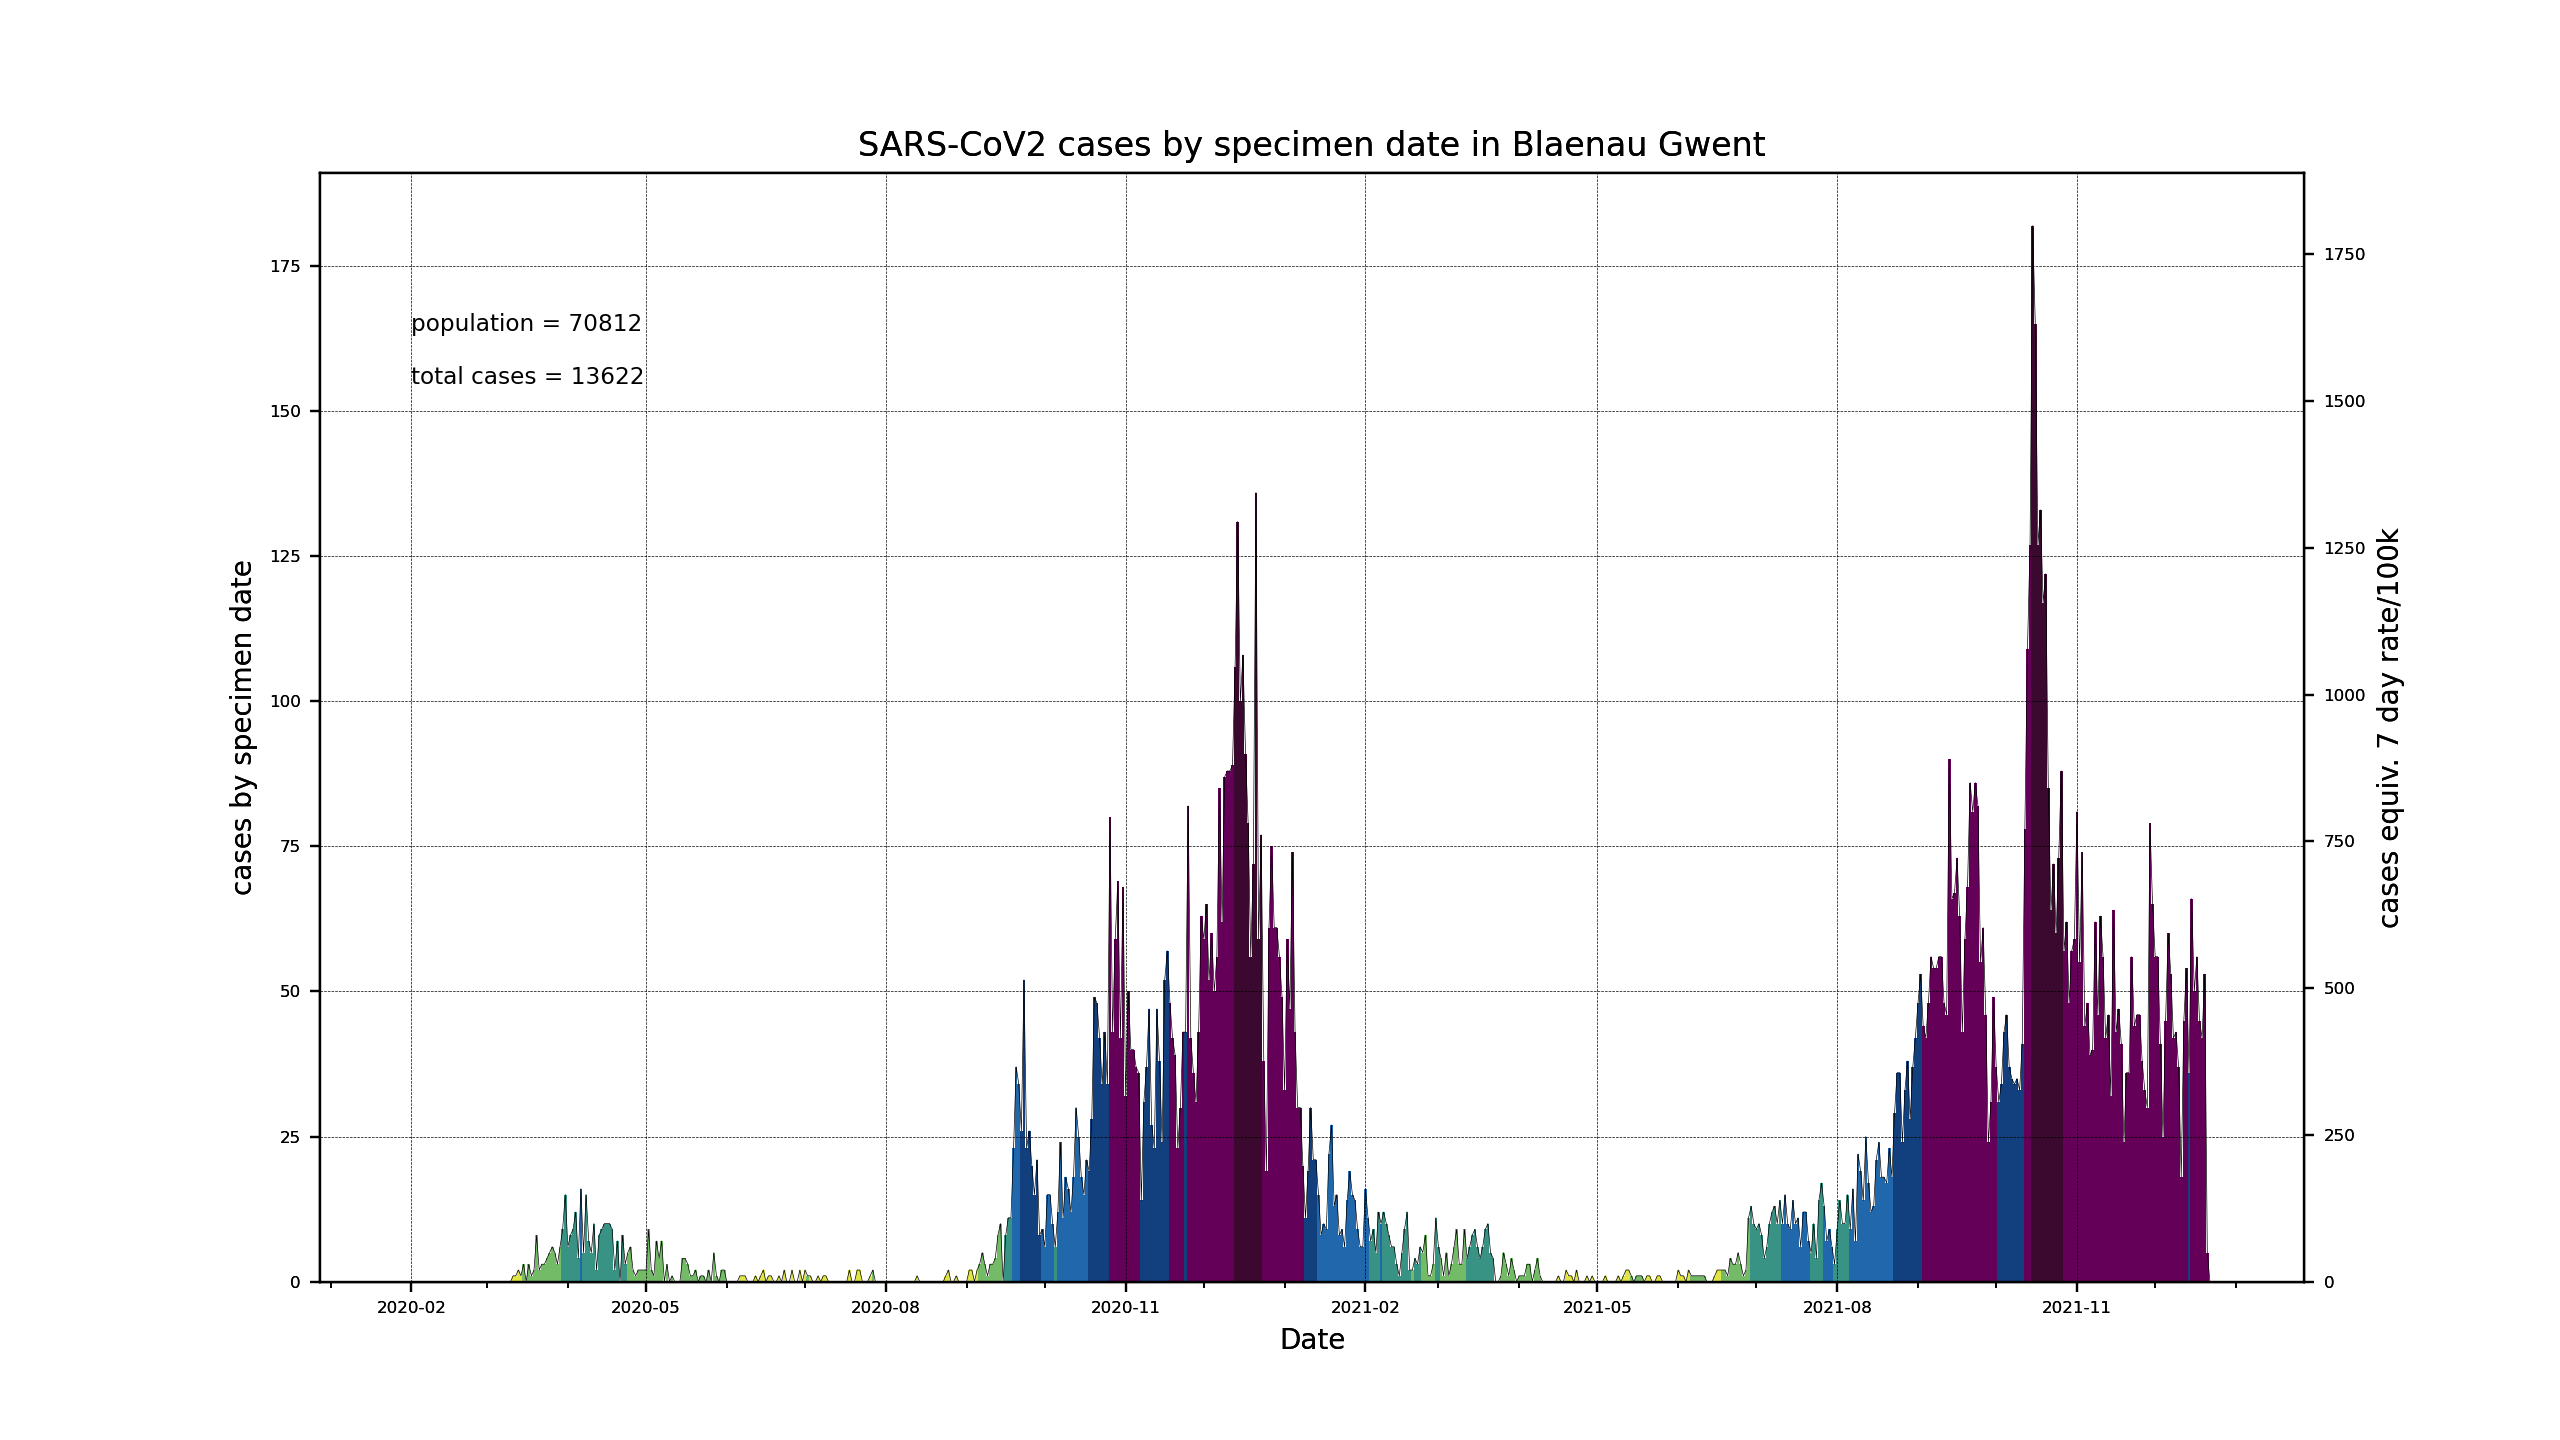 SARS-CoV2 cases by specimen date in Blaenau Gwent
population = 70812
total cases = 13622
cases by specimen date
175
150
125
100
75
50
25
0
1750
1500
1250
1000
750
500
250
0
cases equiv. 7 day rate/100k
2020-02 2020-05 2020-08 2020-11 2021-02 2021-05 2021-08 2021-11
Date